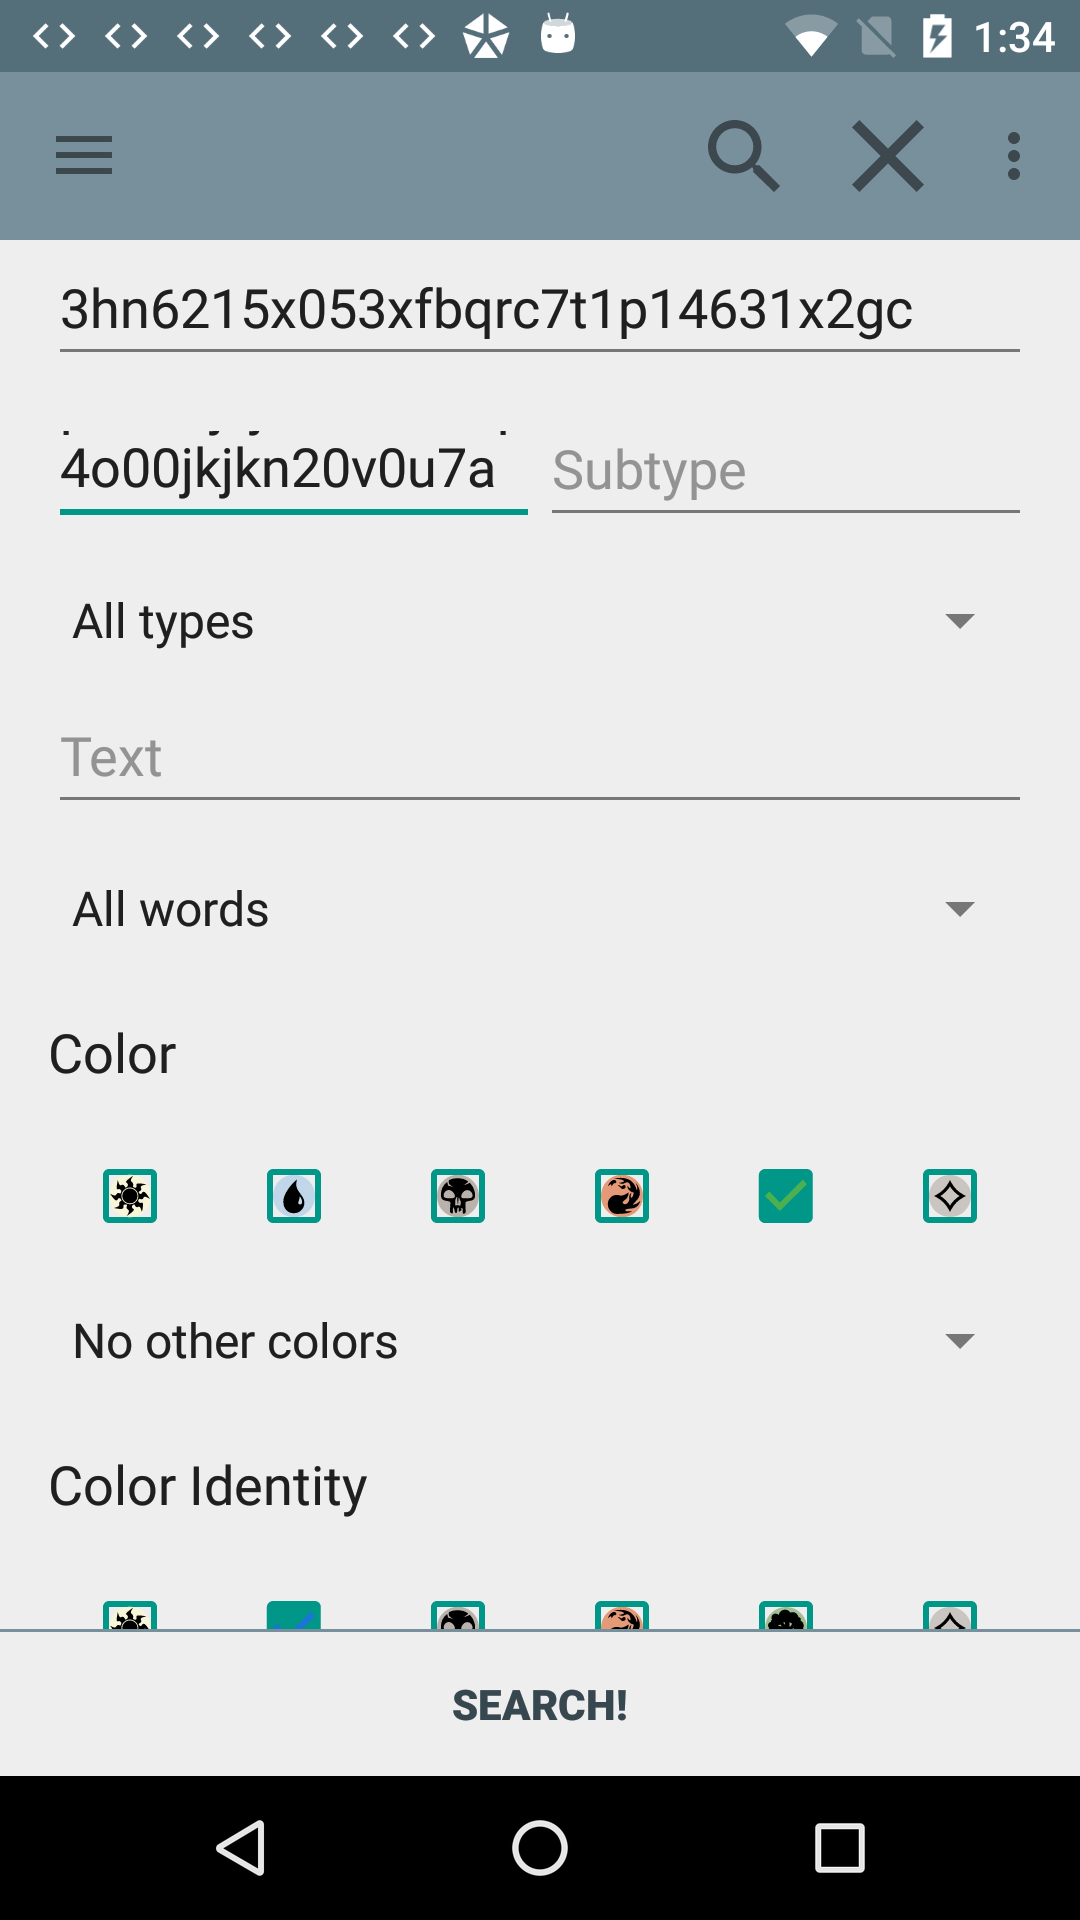 1:34
3hn6215x053xfbqrc7t1p14631x2gc
4o00jkjkn20v0u7a
Subtype
All types
Text
All words
Color
No other colors
Color Identity
SEARCH!